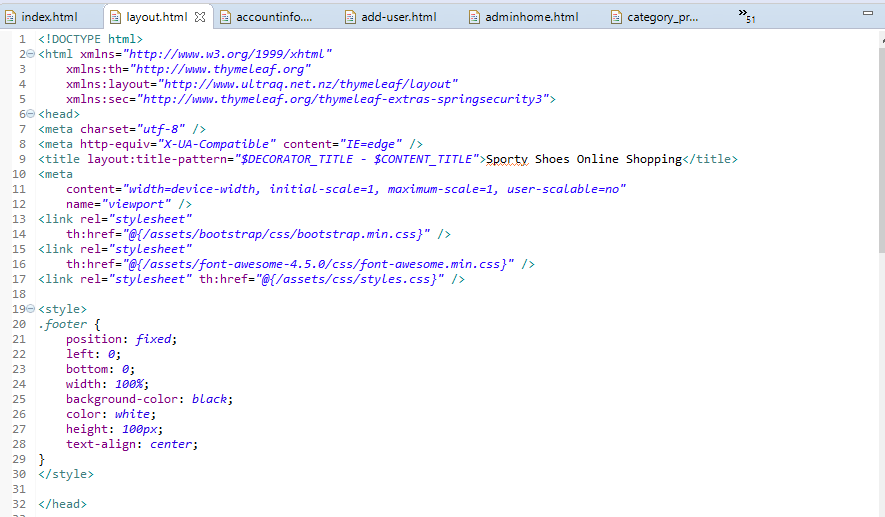 index.html layout.html accountinfo.... add-user.html adminhome.html category_pr... »51
1 <!DOCTYPE html>
2 <html xmlns="http://www.w3.org/1999/xhtml"
3 xmlns:th="http://www.thymeleaf.org"
4 xmlns:layout="http://www.ultraq.net.nz/thymeleaf/layout"
5 xmlns:sec="http://www.thymeleaf.org/thymeleaf-extras-springsecurity3">
6 <head>
7 <meta charset="utf-8" />
8 <meta http-equiv="X-UA-Compatible" content="IE=edge" />
9 <title layout:title-pattern="$DECORATOR_TITLE - $CONTENT_TITLE">Sporty Shoes Online Shopping</title>
10 <meta
11 content="width=device-width, initial-scale=1, maximum-scale=1, user-scalable=no"
12 name="viewport" />
13 <link rel="stylesheet"
14 th:href="@{/assets/bootstrap/css/bootstrap.min.css}" />
15 <link rel="stylesheet"
16 th:href="@{/assets/font-awesome-4.5.0/css/font-awesome.min.css}" />
17 <link rel="stylesheet" th:href="@{/assets/css/styles.css}" />
18
19 <style>
20 .footer {
21 position: fixed;
22 left: 0;
23 bottom: 0;
24 width: 100%;
25 background-color: black;
26 color: white;
27 height: 100px;
28 text-align: center;
29 }
30 </style>
31
32 </head>